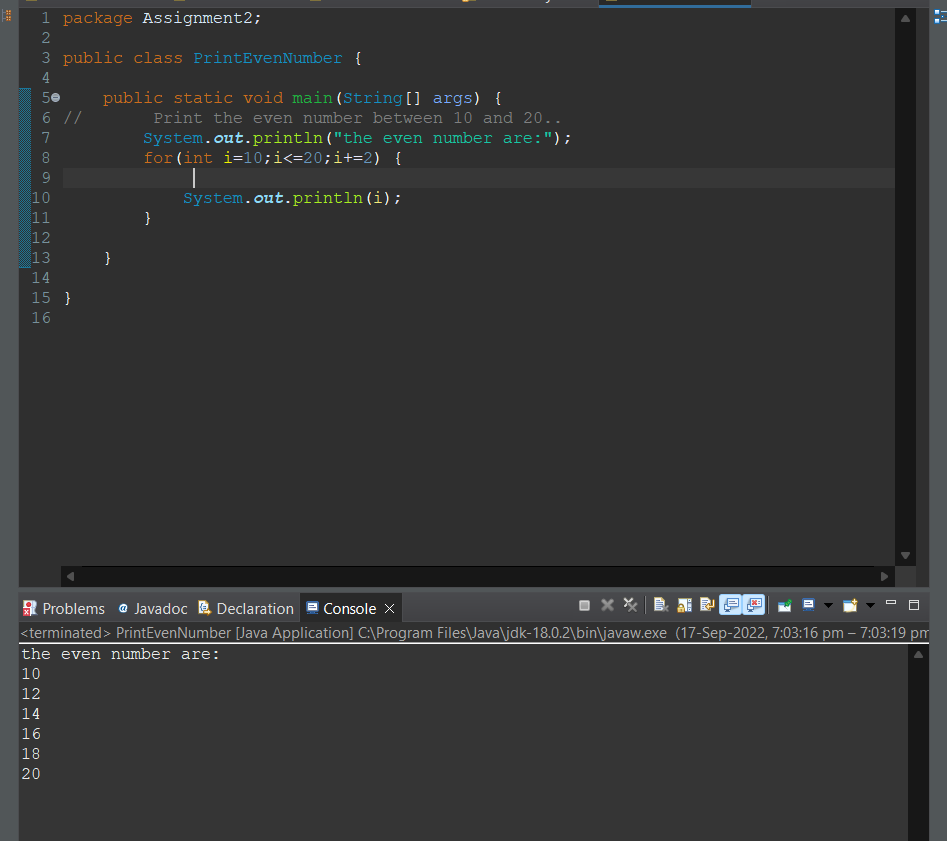 1 package Assignment2;
2
3 public class PrintEvenNumber {
4
5 public static void main(String[] args) {
6 //       Print the even number between 10 and 20..
7         System.out.println("the even number are:");
8         for(int i=10;i<=20;i+=2) {
9
10             System.out.println(i);
11         }
12
13     }
14
15 }
16
Problems @ Javadoc Declaration Console
<terminated> PrintEvenNumber [Java Application] C:\Program Files\Java\jdk-18.0.2\bin\javaw.exe (17-Sep-2022, 7:03:16 pm – 7:03:19 pm
the even number are:
10
12
14
16
18
20